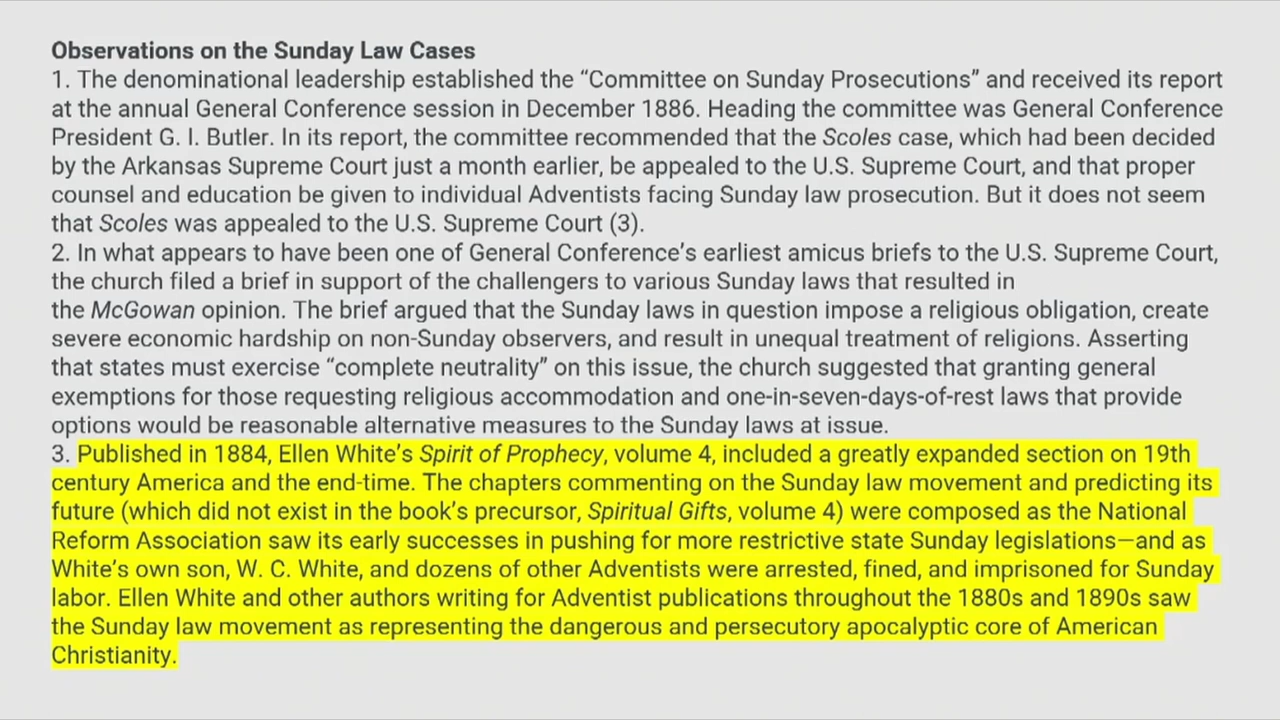 Observations on the Sunday Law Cases
1. The denominational leadership established the “Committee on Sunday Prosecutions” and received its report
at the annual General Conference session in December 1886. Heading the committee was General Conference
President G. I. Butler. In its report, the committee recommended that the Scoles case, which had been decided
by the Arkansas Supreme Court just a month earlier, be appealed to the U.S. Supreme Court, and that proper
counsel and education be given to individual Adventists facing Sunday law prosecution. But it does not seem
that Scoles was appealed to the U.S. Supreme Court (3).
2. In what appears to have been one of General Conference’s earliest amicus briefs to the U.S. Supreme Court,
the church filed a brief in support of the challengers to various Sunday laws that resulted in
the McGowan opinion. The brief argued that the Sunday laws in question impose a religious obligation, create
severe economic hardship on non-Sunday observers, and result in unequal treatment of religions. Asserting
that states must exercise “complete neutrality” on this issue, the church suggested that granting general
exemptions for those requesting religious accommodation and one-in-seven-days-of-rest laws that provide
options would be reasonable alternative measures to the Sunday laws at issue.
3. Published in 1884, Ellen White’s Spirit of Prophecy, volume 4, included a greatly expanded section on 19th
century America and the end-time. The chapters commenting on the Sunday law movement and predicting its
future (which did not exist in the book’s precursor, Spiritual Gifts, volume 4) were composed as the National
Reform Association saw its early successes in pushing for more restrictive state Sunday legislations—and as
White’s own son, W. C. White, and dozens of other Adventists were arrested, fined, and imprisoned for Sunday
labor. Ellen White and other authors writing for Adventist publications throughout the 1880s and 1890s saw
the Sunday law movement as representing the dangerous and persecutory apocalyptic core of American
Christianity.